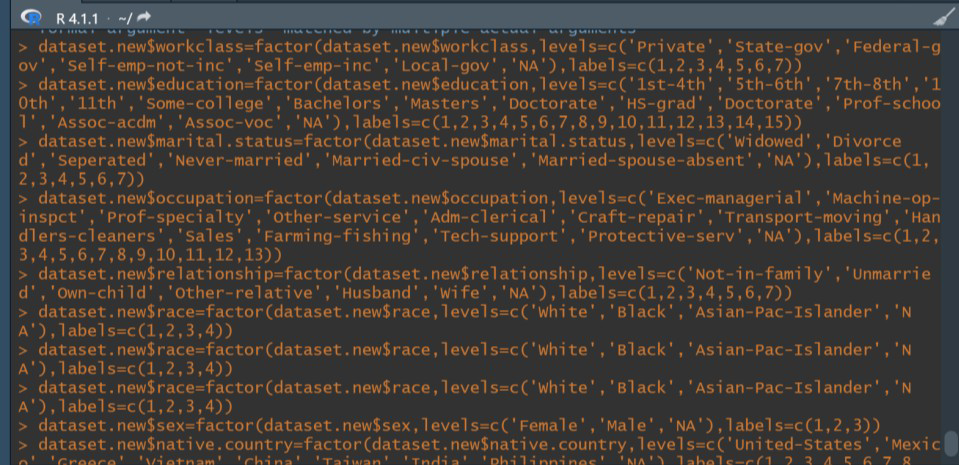 R 4.1.1 · ~/
formal argument "levels" matched by multiple actual arguments
> dataset.new$workclass=factor(dataset.new$workclass,levels=c('Private','State-gov','Federal-g
ov','Self-emp-not-inc','Self-emp-inc','Local-gov','NA'),labels=c(1,2,3,4,5,6,7))
> dataset.new$education=factor(dataset.new$education,levels=c('1st-4th','5th-6th','7th-8th','1
0th','11th','Some-college','Bachelors','Masters','Doctorate','HS-grad','Doctorate','Prof-schoo
l','Assoc-acdm','Assoc-voc','NA'),labels=c(1,2,3,4,5,6,7,8,9,10,11,12,13,14,15))
> dataset.new$marital.status=factor(dataset.new$marital.status,levels=c('Widowed','Divorce
d','Seperated','Never-married','Married-civ-spouse','Married-spouse-absent','NA'),labels=c(1,
2,3,4,5,6,7))
> dataset.new$occupation=factor(dataset.new$occupation,levels=c('Exec-managerial','Machine-op-
inspct','Prof-specialty','Other-service','Adm-clerical','Craft-repair','Transport-moving','Han
dlers-cleaners','Sales','Farming-fishing','Tech-support','Protective-serv','NA'),labels=c(1,2,
3,4,5,6,7,8,9,10,11,12,13))
> dataset.new$relationship=factor(dataset.new$relationship,levels=c('Not-in-family','Unmarrie
d','Own-child','Other-relative','Husband','Wife','NA'),labels=c(1,2,3,4,5,6,7))
> dataset.new$race=factor(dataset.new$race,levels=c('White','Black','Asian-Pac-Islander','N
A'),labels=c(1,2,3,4))
> dataset.new$race=factor(dataset.new$race,levels=c('White','Black','Asian-Pac-Islander','N
A'),labels=c(1,2,3,4))
> dataset.new$race=factor(dataset.new$race,levels=c('White','Black','Asian-Pac-Islander','N
A'),labels=c(1,2,3,4))
> dataset.new$sex=factor(dataset.new$sex,levels=c('Female','Male','NA'),labels=c(1,2,3))
> dataset.new$native.country=factor(dataset.new$native.country,levels=c('United-States','Mexic
o','Greece','Vietnam','China','Taiwan','India','Philippines','NA'),labels=c(1,2,3,4,5,6,7,8